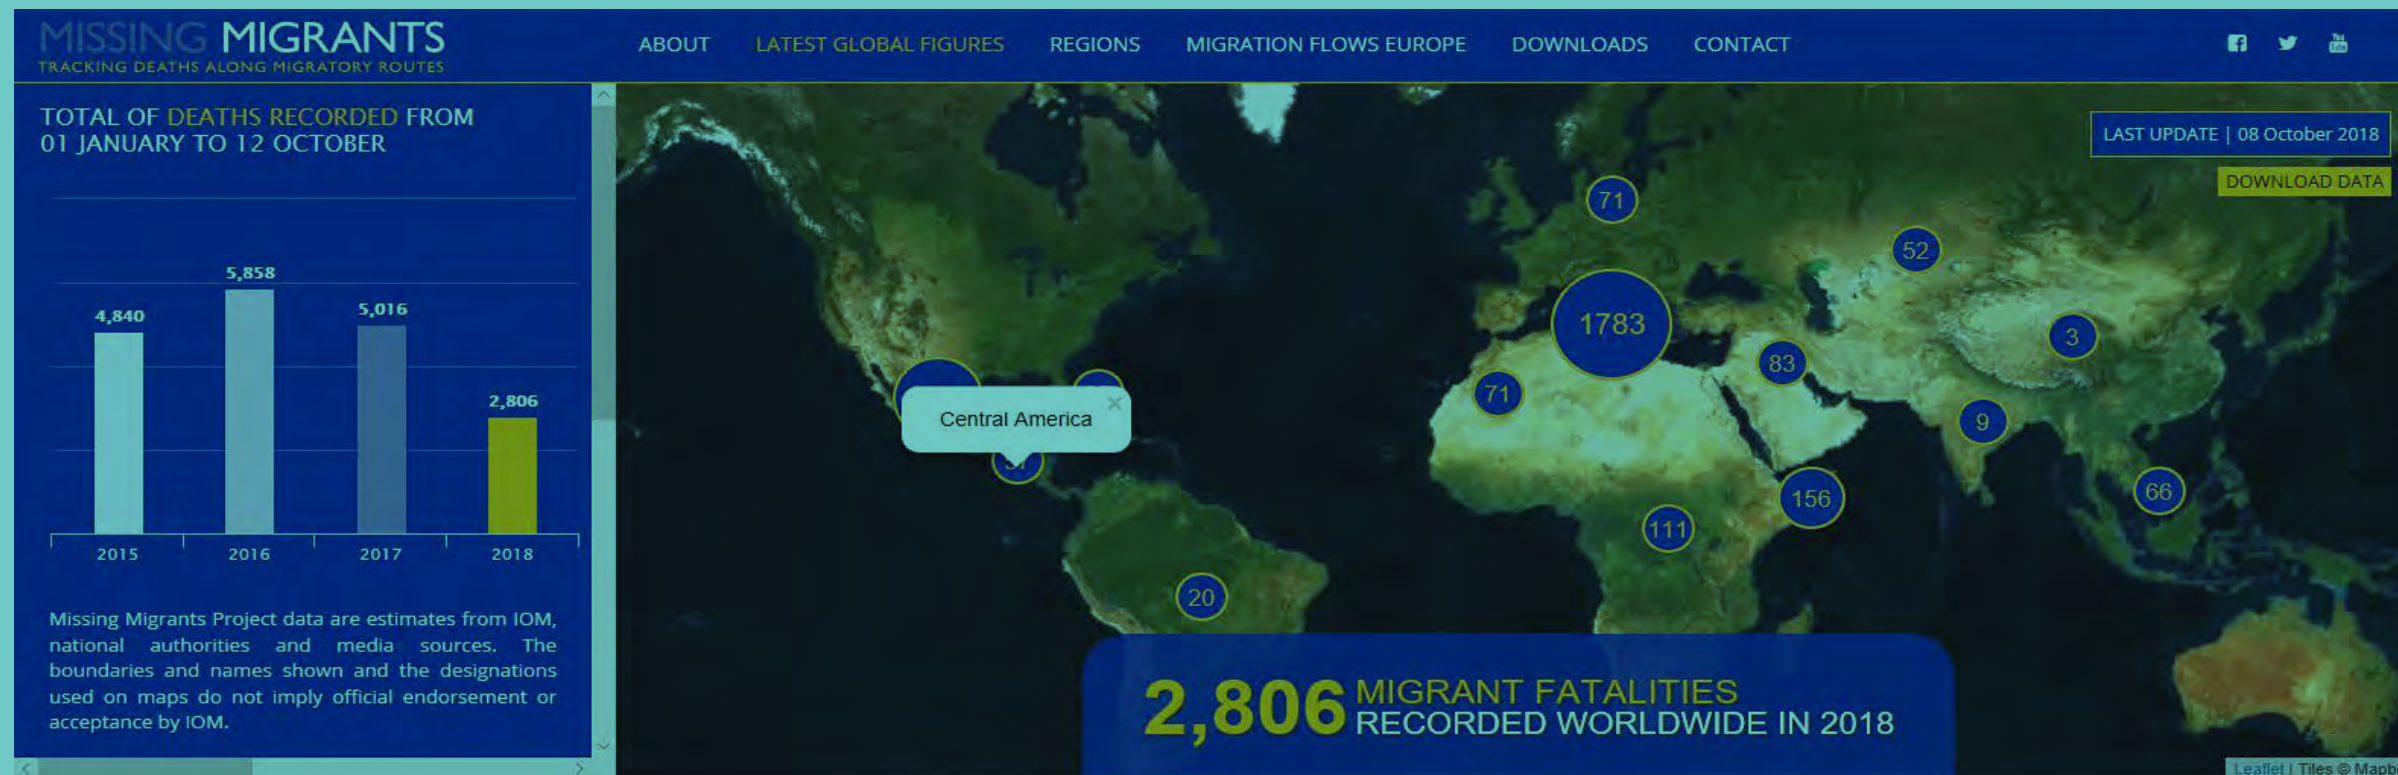 MISSING MIGRANTS
TRACKING DEATHS ALONG MIGRATORY ROUTES
ABOUT
LATEST GLOBAL FIGURES
REGIONS
MIGRATION FLOWS EUROPE
DOWNLOADS
CONTACT
TOTAL OF DEATHS RECORDED FROM
01 JANUARY TO 12 OCTOBER
5,858
4,840
5,016
2,806
2015
2016
2017
2018
Missing Migrants Project data are estimates from IOM,
national authorities and media sources. The
boundaries and names shown and the designations
used on maps do not imply official endorsement or
acceptance by IOM.
LAST UPDATE | 08 October 2018
DOWNLOAD DATA
71
52
1783
3
83
71
Central America
9
66
156
111
20
2,806 MIGRANT FATALITIES
RECORDED WORLDWIDE IN 2018
Leaflet | Tiles ©